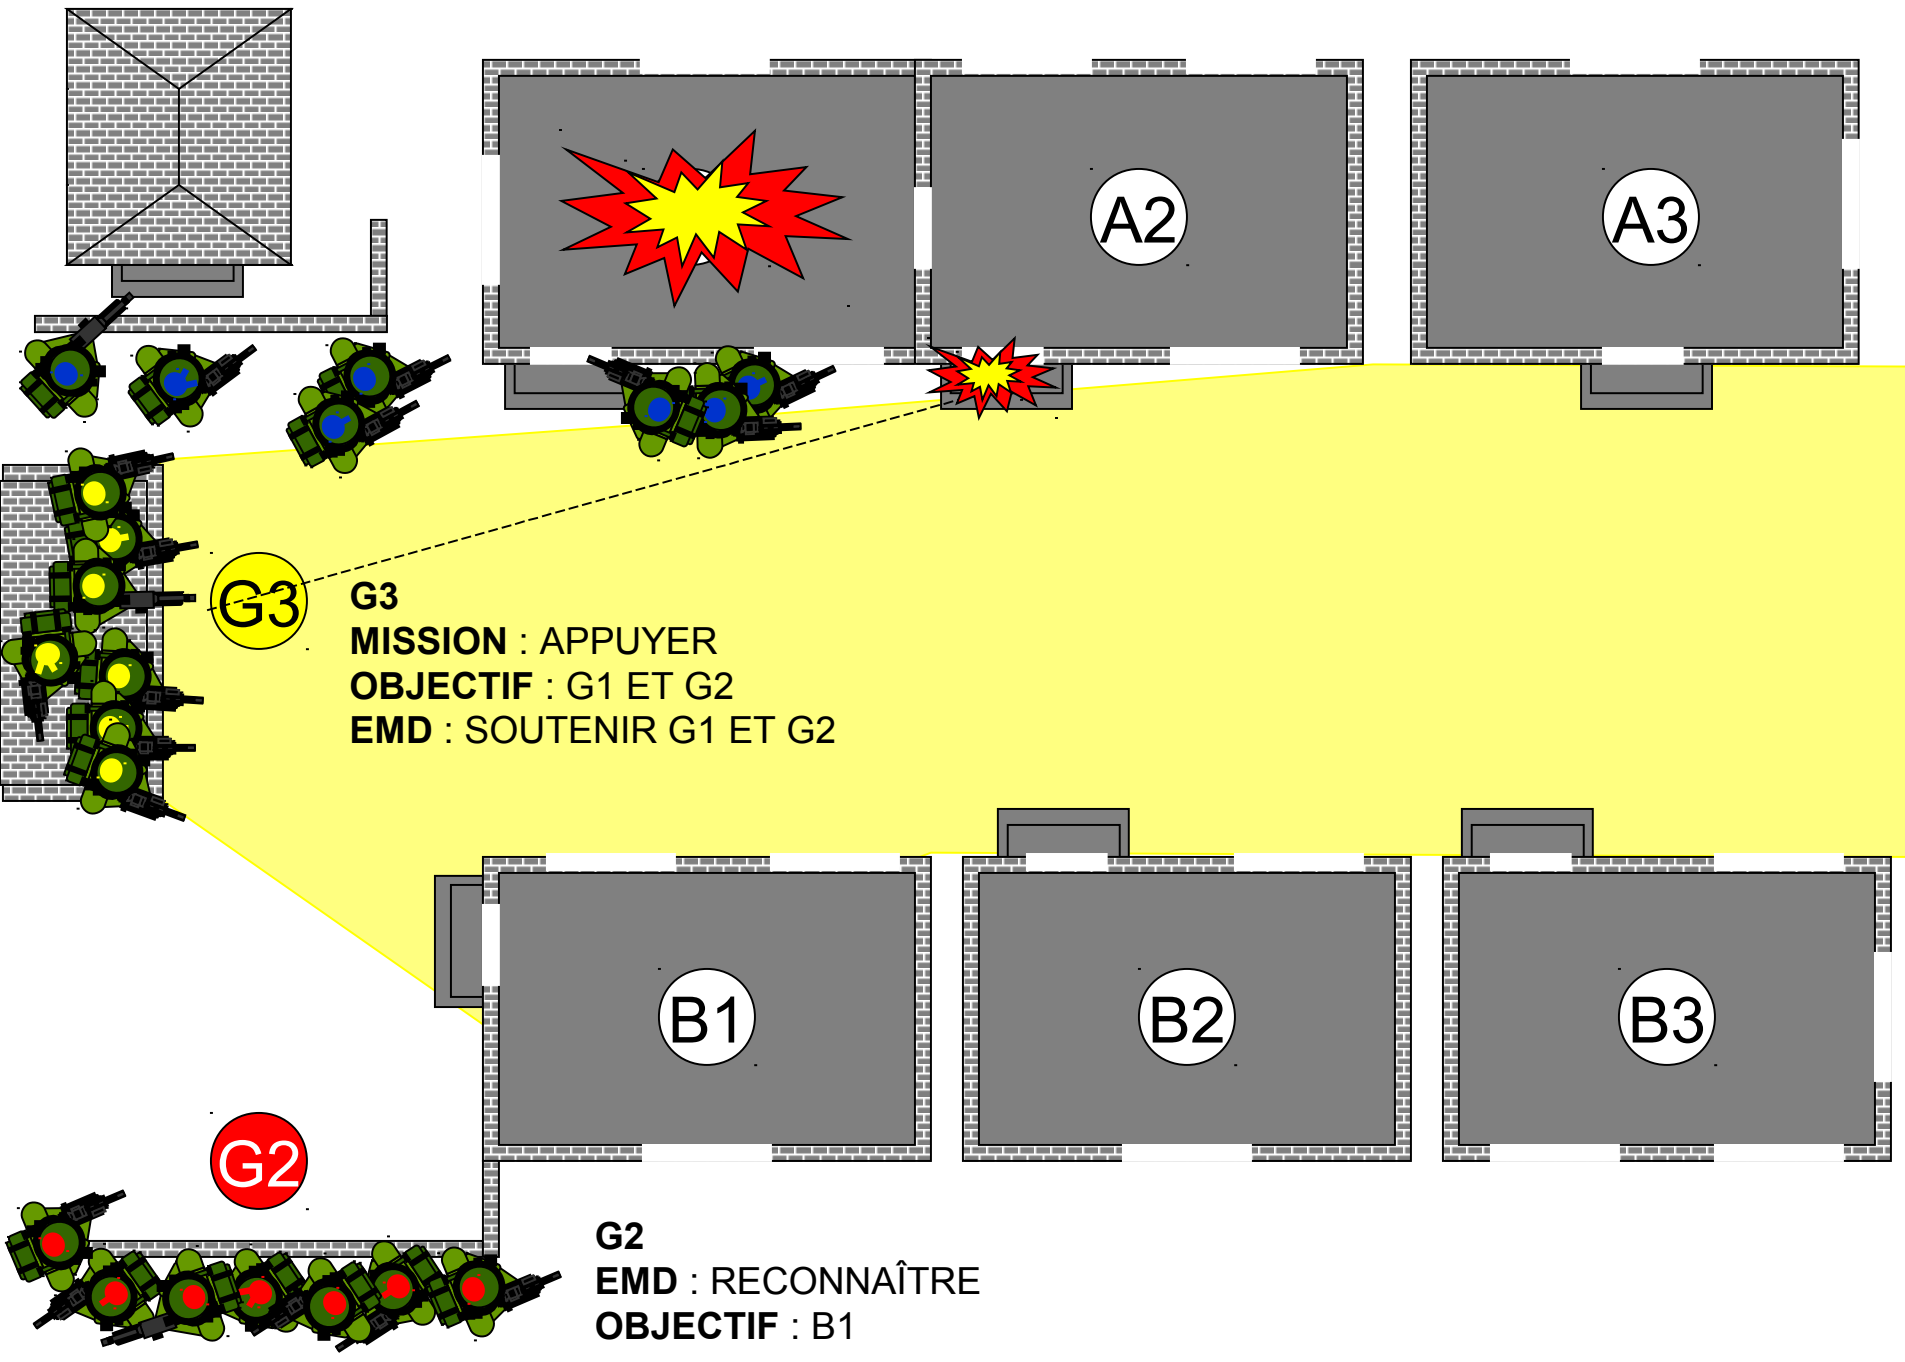 A2
A3
G3
G3
MISSION : APPUYER
OBJECTIF : G1 ET G2
EMD : SOUTENIR G1 ET G2
B1
B2
B3
G2
G2
EMD : RECONNAÎTRE
OBJECTIF : B1